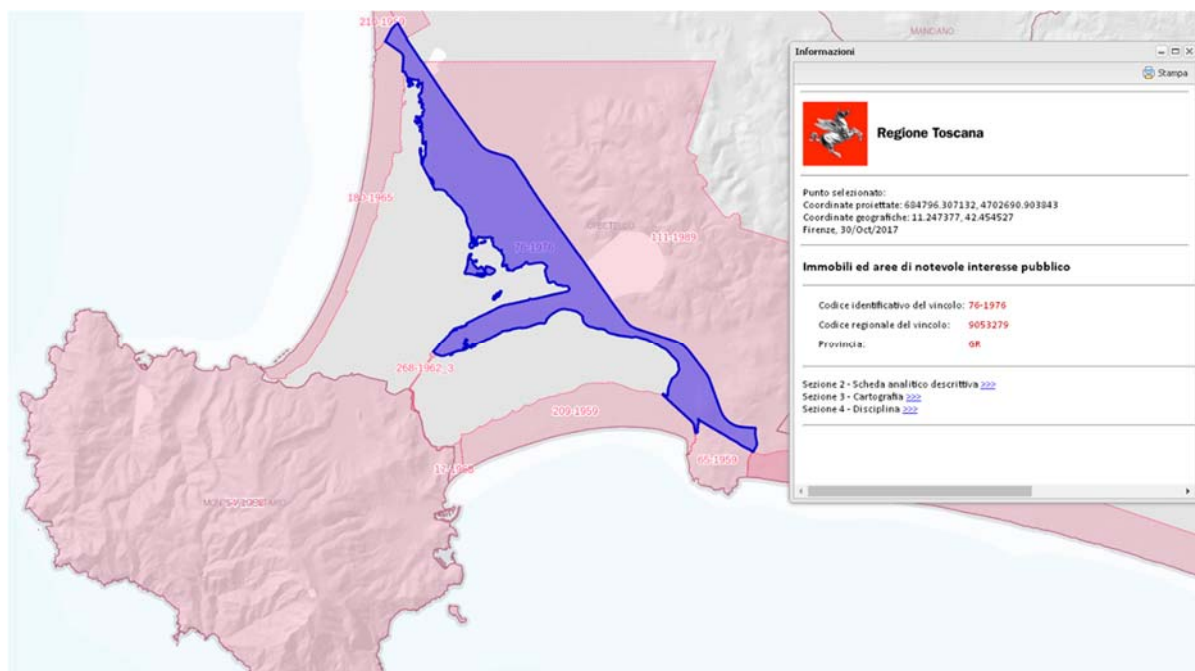 210-1960
MANCIANO
Informazioni
Stampa
Regione Toscana
Punto selezionato:
Coordinate proiettate: 684796.307132, 4702690.903843
Coordinate geografiche: 11.247377, 42.454527
Firenze, 30/Oct/2017
Immobili ed aree di notevole interesse pubblico
Codice identificativo del vincolo: 76-1976
Codice regionale del vincolo: 9053279
Provincia: GR
Sezione 2 - Scheda analitico descrittiva >>>
Sezione 3 - Cartografia >>>
Sezione 4 - Disciplina >>>
ORBETELLO
111-1989
76-1976
268-1962_3
209-1959
65-1959